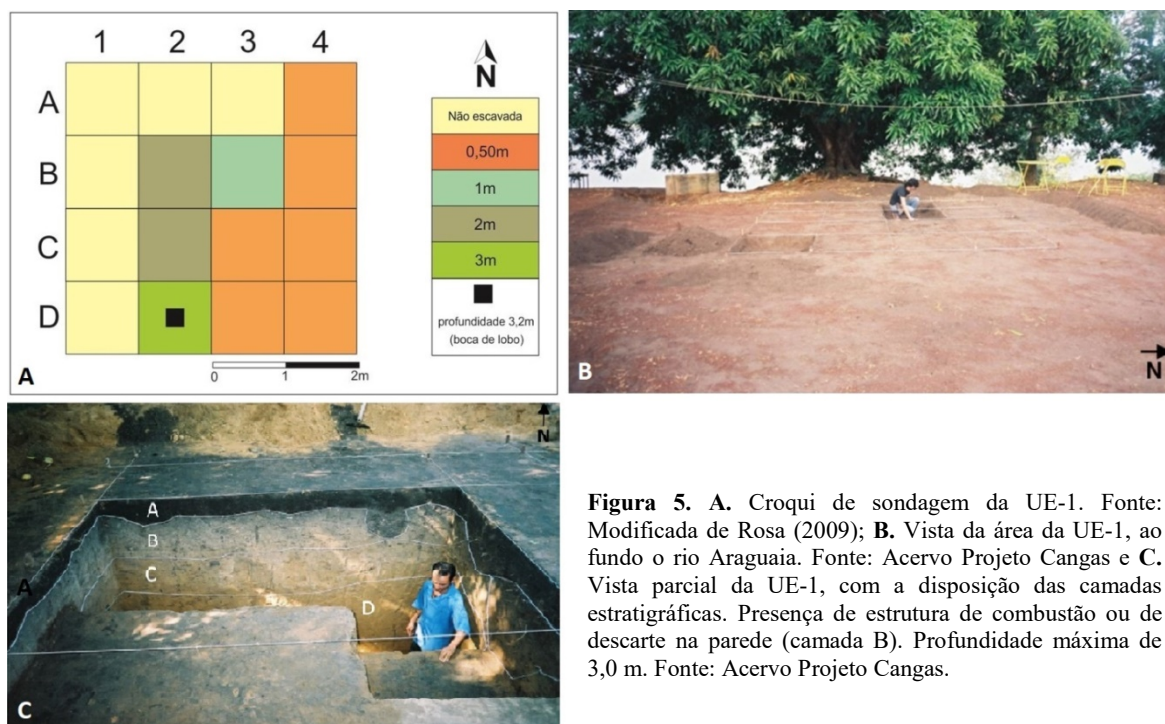 1 2 3 4
A
B
C
D
N
Não escavada
0,50m
1m
2m
3m
profundidade 3,2m
(boca de lobo)
0 1 2m
A
B
N
N
A
B
C
D
A
C
Figura 5. A. Croqui de sondagem da UE-1. Fonte:
Modificada de Rosa (2009); B. Vista da área da UE-1, ao
fundo o rio Araguaia. Fonte: Acervo Projeto Cangas e C.
Vista parcial da UE-1, com a disposição das camadas
estratigráficas. Presença de estrutura de combustão ou de
descarte na parede (camada B). Profundidade máxima de
3,0 m. Fonte: Acervo Projeto Cangas.